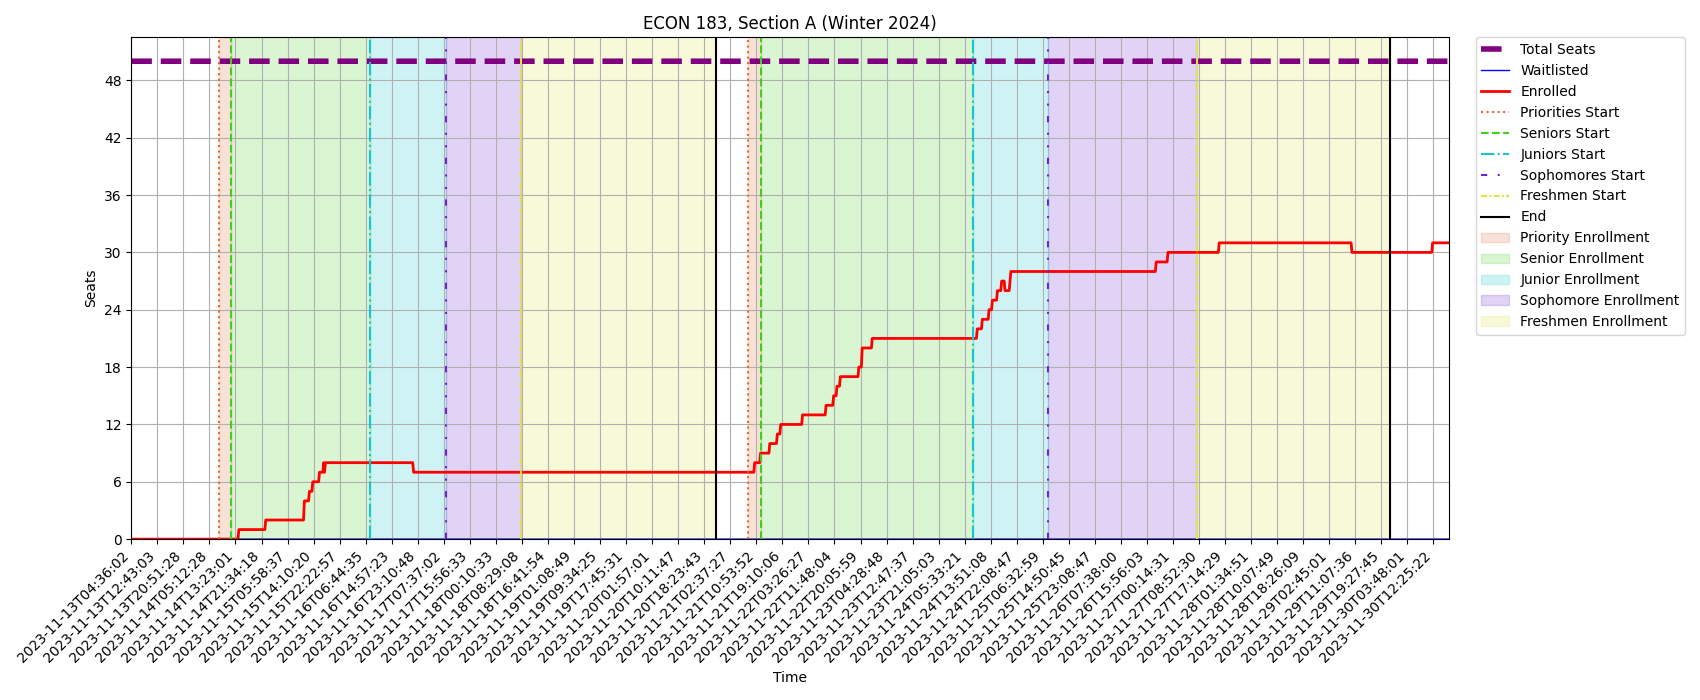 ECON 183, Section A (Winter 2024)
Total Seats
Waitlisted
Enrolled
Priorities Start
Seniors Start
Juniors Start
Sophomores Start
Freshmen Start
End
Priority Enrollment
Senior Enrollment
Junior Enrollment
Sophomore Enrollment
Freshmen Enrollment
Seats
48
42
36
30
24
18
12
6
0
2023-11-13T04:36:02
2023-11-13T12:43:03
2023-11-13T20:51:28
2023-11-14T05:12:28
2023-11-14T13:23:01
2023-11-14T21:34:18
2023-11-15T05:58:37
2023-11-15T14:10:20
2023-11-15T22:22:57
2023-11-16T06:44:35
2023-11-16T14:57:23
2023-11-16T23:10:48
2023-11-17T07:37:02
2023-11-17T15:56:33
2023-11-18T00:10:33
2023-11-18T08:29:08
2023-11-18T16:41:54
2023-11-19T01:08:49
2023-11-19T09:34:25
2023-11-19T17:45:31
2023-11-20T01:57:01
2023-11-20T10:11:47
2023-11-20T18:23:43
2023-11-21T02:37:27
2023-11-21T10:53:52
2023-11-21T19:10:06
2023-11-22T03:26:27
2023-11-22T11:48:04
2023-11-22T20:05:59
2023-11-23T04:28:48
2023-11-23T12:47:37
2023-11-23T21:05:03
2023-11-24T05:33:21
2023-11-24T13:51:08
2023-11-24T22:08:47
2023-11-25T06:32:59
2023-11-25T14:50:45
2023-11-25T23:08:47
2023-11-26T07:38:00
2023-11-26T15:56:03
2023-11-27T00:14:31
2023-11-27T08:52:30
2023-11-27T17:14:29
2023-11-28T01:34:51
2023-11-28T10:07:49
2023-11-28T18:26:09
2023-11-29T02:45:01
2023-11-29T11:07:36
2023-11-29T19:27:45
2023-11-30T03:48:01
2023-11-30T12:25:22
Time